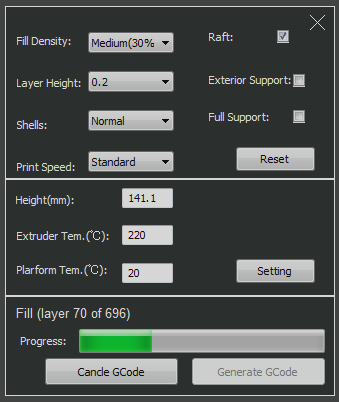 Fill Density: Medium(30% Raft:
Layer Height: 0.2 Exterior Support:
Shells: Normal Full Support:
Print Speed: Standard Reset
Height(mm): 141.1
Extruder Tem.(℃): 220
Plarform Tem.(℃): 20 Setting
Fill (layer 70 of 696)
Progress:
Cancle GCode Generate GCode